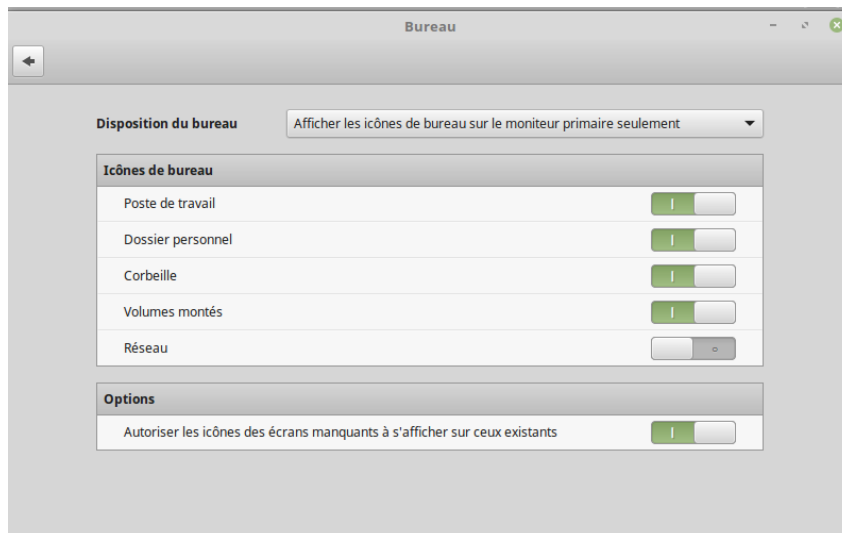 Bureau
Disposition du bureau
Afficher les icônes de bureau sur le moniteur primaire seulement
Icônes de bureau
Poste de travail
Dossier personnel
Corbeille
Volumes montés
Réseau
Options
Autoriser les icônes des écrans manquants à s'afficher sur ceux existants